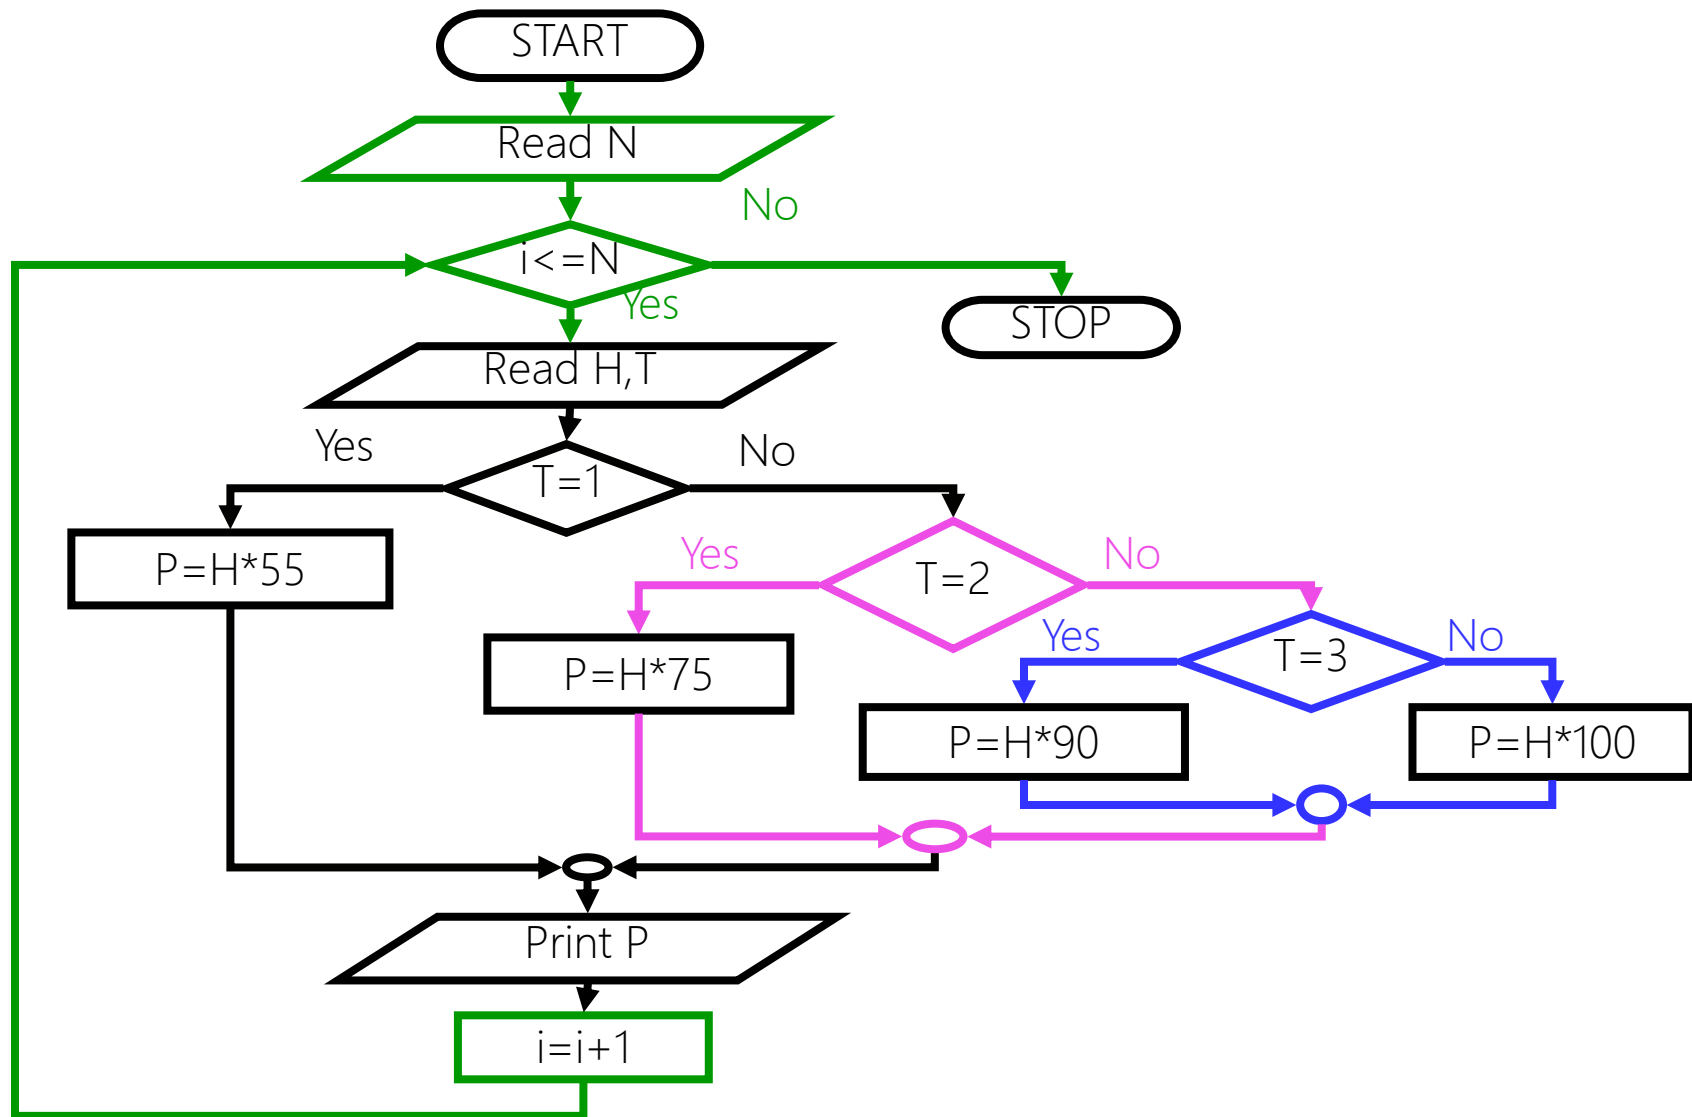 START
Read N
No
i<=N
Yes
STOP
Read H,T
Yes
No
T=1
Yes
No
P=H*55
T=2
Yes
No
T=3
P=H*75
P=H*90
P=H*100
Print P
i=i+1